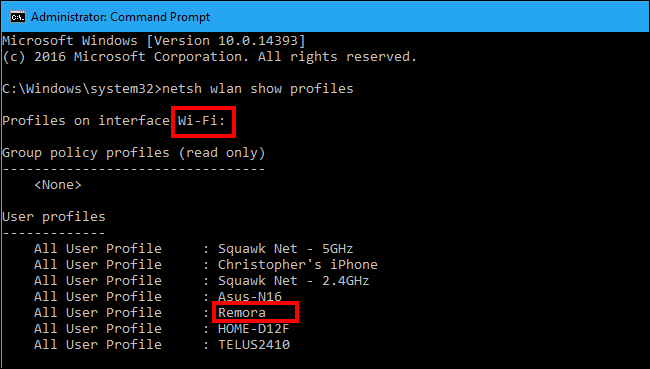 Administrator: Command Prompt
Microsoft Windows [Version 10.0.14393]
(c) 2016 Microsoft Corporation. All rights reserved.
C:\Windows\system32>netsh wlan show profiles
Profiles on interface Wi-Fi:
Group policy profiles (read only)
---------------------------------
<None>
User profiles
-------------
All User Profile     : Squawk Net - 5GHz
All User Profile     : Christopher's iPhone
All User Profile     : Squawk Net - 2.4GHz
All User Profile     : Asus-N16
All User Profile     : Remora
All User Profile     : HOME-D12F
All User Profile     : TELUS2410